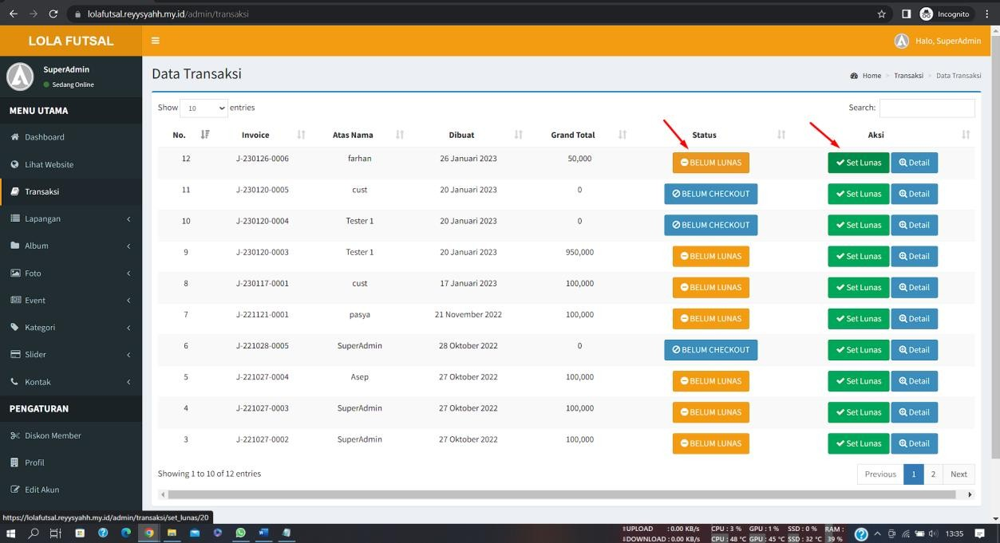 lolafutsal.reyysyahh.my.id/admin/transaksi
Incognito
LOLA FUTSAL
Halo, SuperAdmin
SuperAdmin
Sedang Online
MENU UTAMA
Dashboard
Lihat Website
Transaksi
Lapangan
Album
Foto
Event
Kategori
Slider
Kontak
PENGATURAN
Diskon Member
Profil
Edit Akun
Data Transaksi
Home > Transaksi > Data Transaksi
Show 10 entries
Search:
No. Invoice Atas Nama Dibuat Grand Total Status Aksi
12 J-230126-0006 farhan 26 Januari 2023 50,000 BELUM LUNAS Set Lunas Detail
11 J-230120-0005 cust 20 Januari 2023 0 BELUM CHECKOUT Set Lunas Detail
10 J-230120-0004 Tester 1 20 Januari 2023 0 BELUM CHECKOUT Set Lunas Detail
9 J-230120-0003 Tester 1 20 Januari 2023 950,000 BELUM LUNAS Set Lunas Detail
8 J-230117-0001 cust 17 Januari 2023 100,000 BELUM LUNAS Set Lunas Detail
7 J-221121-0001 pasya 21 November 2022 100,000 BELUM LUNAS Set Lunas Detail
6 J-221028-0005 SuperAdmin 28 Oktober 2022 0 BELUM CHECKOUT Set Lunas Detail
5 J-221027-0004 Asep 27 Oktober 2022 100,000 BELUM LUNAS Set Lunas Detail
4 J-221027-0003 SuperAdmin 27 Oktober 2022 100,000 BELUM LUNAS Set Lunas Detail
3 J-221027-0002 SuperAdmin 27 Oktober 2022 100,000 BELUM LUNAS Set Lunas Detail
Showing 1 to 10 of 12 entries
Previous 1 2 Next
https://lolafutsal.reyysyahh.my.id/admin/transaksi/set_lunas/20
UPLOAD :0.00 KB/s CPU : 3 % GPU : 1 % SSD : 0 % RAM :
DOWNLOAD : 0.00 KB/s CPU : 48 °C GPU : 45 °C SSD : 32 °C 39 %
13:35